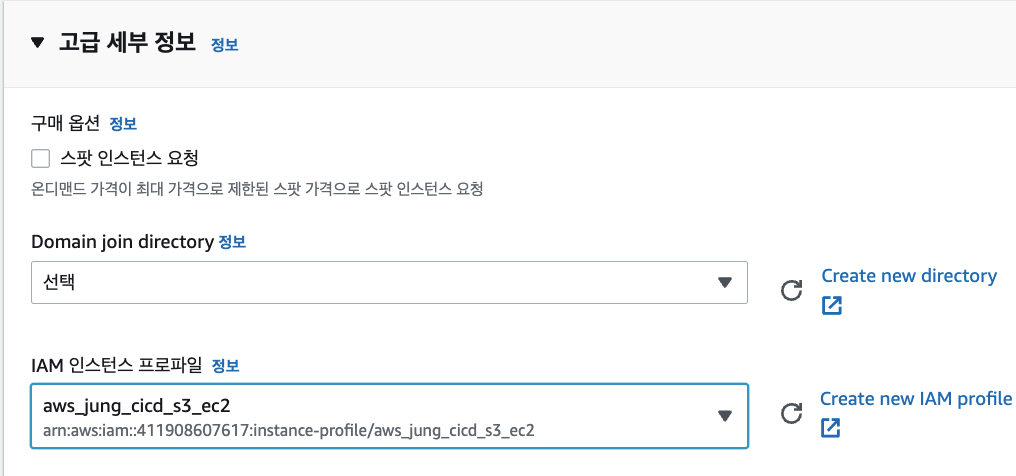 고급 세부 정보 정보
구매 옵션 정보
스팟 인스턴스 요청
온디맨드 가격이 최대 가격으로 제한된 스팟 가격으로 스팟 인스턴스 요청
Domain join directory 정보
선택
Create new directory
IAM 인스턴스 프로파일 정보
aws_jung_cicd_s3_ec2
arn:aws:iam::411908607617:instance-profile/aws_jung_cicd_s3_ec2
Create new IAM profile